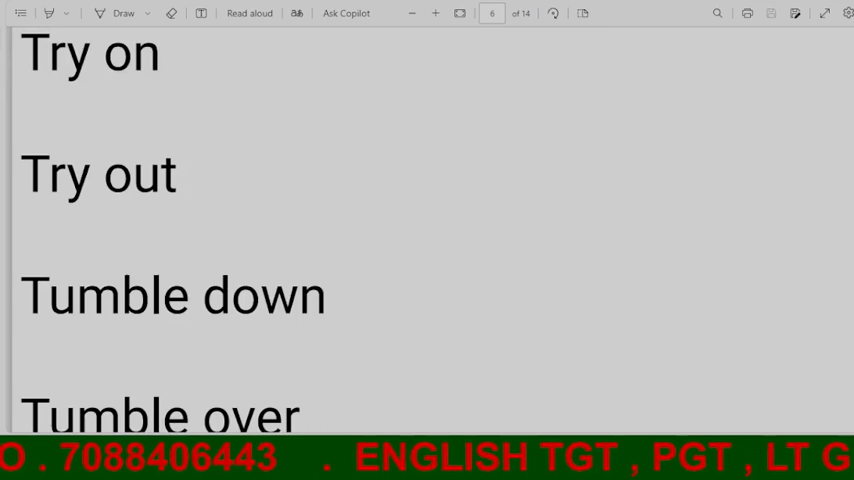 Draw
Read aloud
Ask Copilot
6 of 14
Try on
Try out
Tumble down
Tumble over
O . 7088406443 . ENGLISH TGT , PGT , LT G